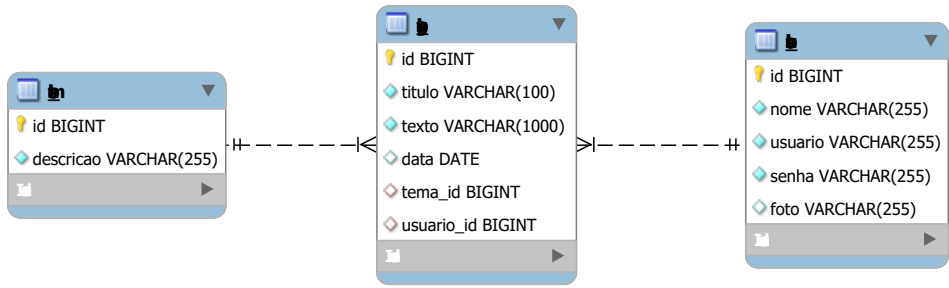 id BIGINT
descricao VARCHAR(255)
id BIGINT
titulo VARCHAR(100)
texto VARCHAR(1000)
data DATE
tema_id BIGINT
usuario_id BIGINT
id BIGINT
nome VARCHAR(255)
usuario VARCHAR(255)
senha VARCHAR(255)
foto VARCHAR(255)